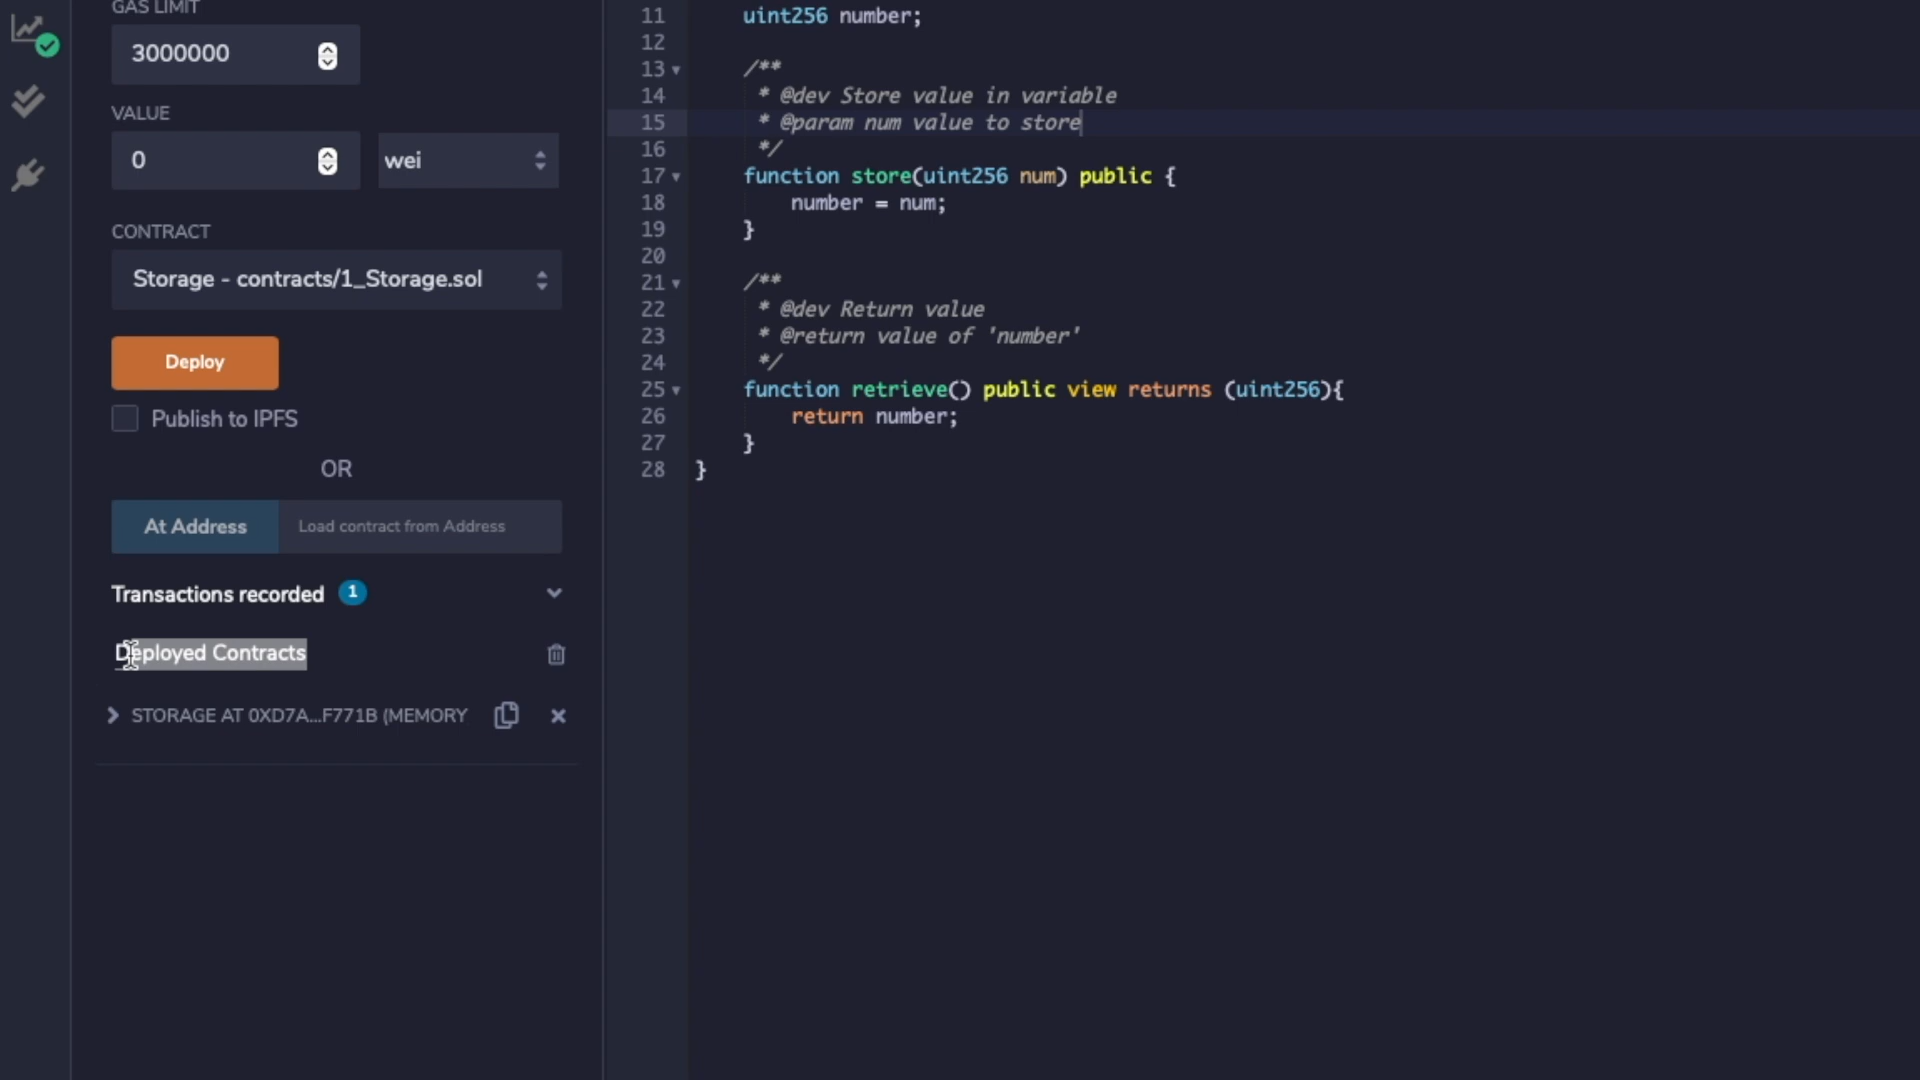 GAS LIMIT
3000000
VALUE
0
wei
CONTRACT
Storage - contracts/1_Storage.sol
Deploy
Publish to IPFS
OR
At Address
Load contract from Address
Transactions recorded 1
Deployed Contracts
STORAGE AT 0XD7A...F771B (MEMORY
11 uint256 number;
12
13 /**
14 * @dev Store value in variable
15 * @param num value to store
16 */
17 function store(uint256 num) public {
18 number = num;
19 }
20
21 /**
22 * @dev Return value
23 * @return value of 'number'
24 */
25 function retrieve() public view returns (uint256){
26 return number;
27 }
28 }